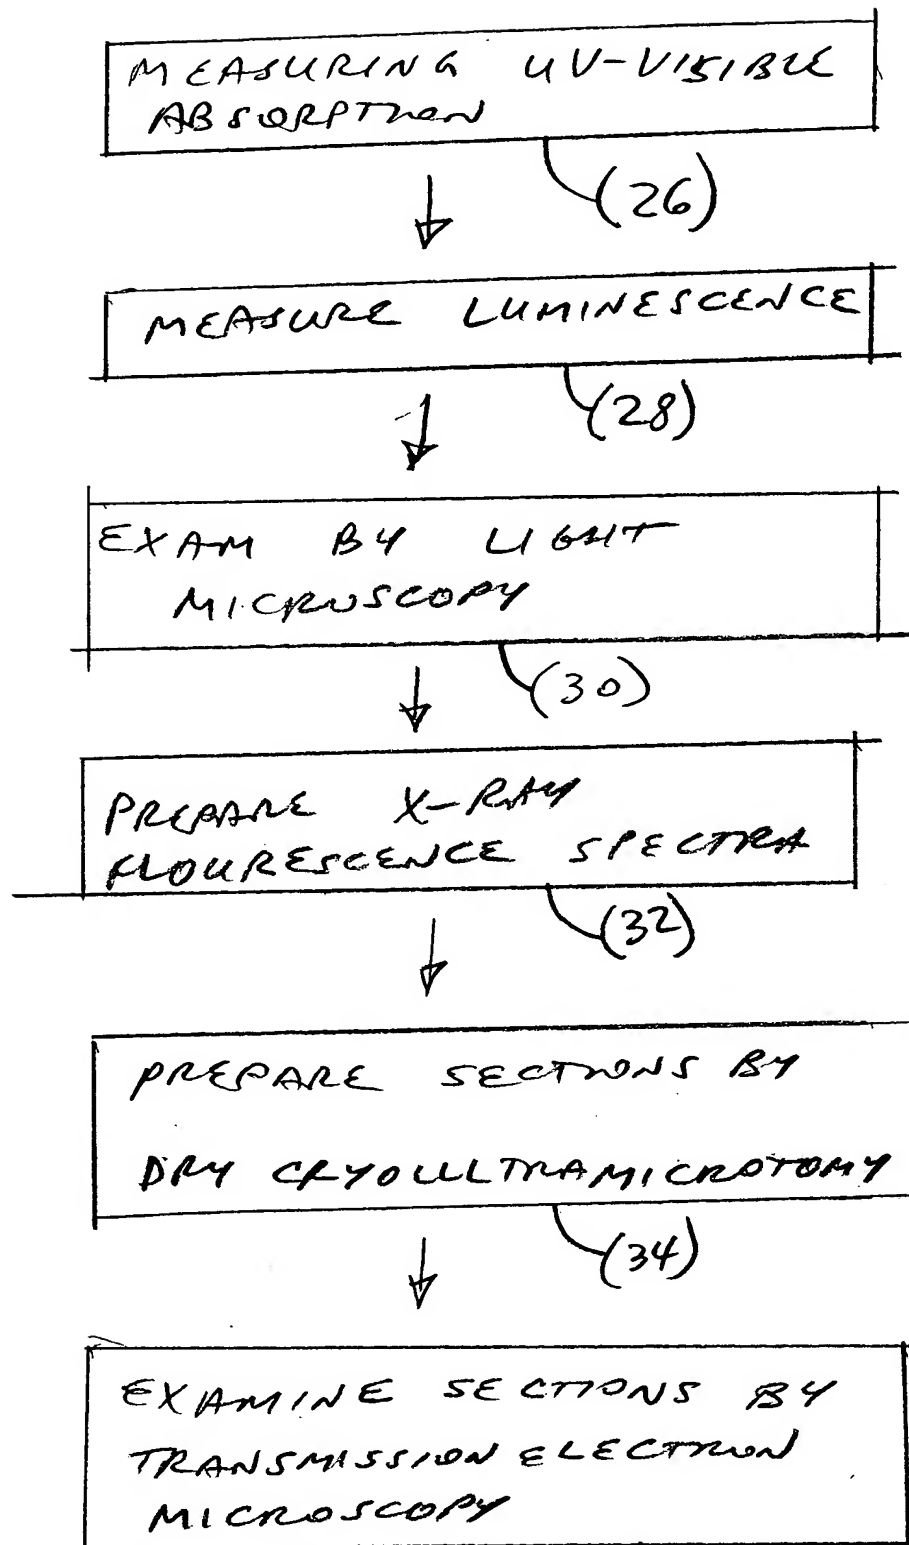 MEASURING UV-VISIBLE
ABSORPTION
(26)
MEASURE LUMINESCENCE
(28)
EXAM BY LIGHT
MICROSCOPY
(30)
PREPARE X-RAY
FLOURESCENCE SPECTRA
(32)
PREPARE SECTIONS BY
DRY CRYOULTRAMICROTOMY
(34)
EXAMINE SECTIONS BY
TRANSMISSION ELECTRON
MICROSCOPY